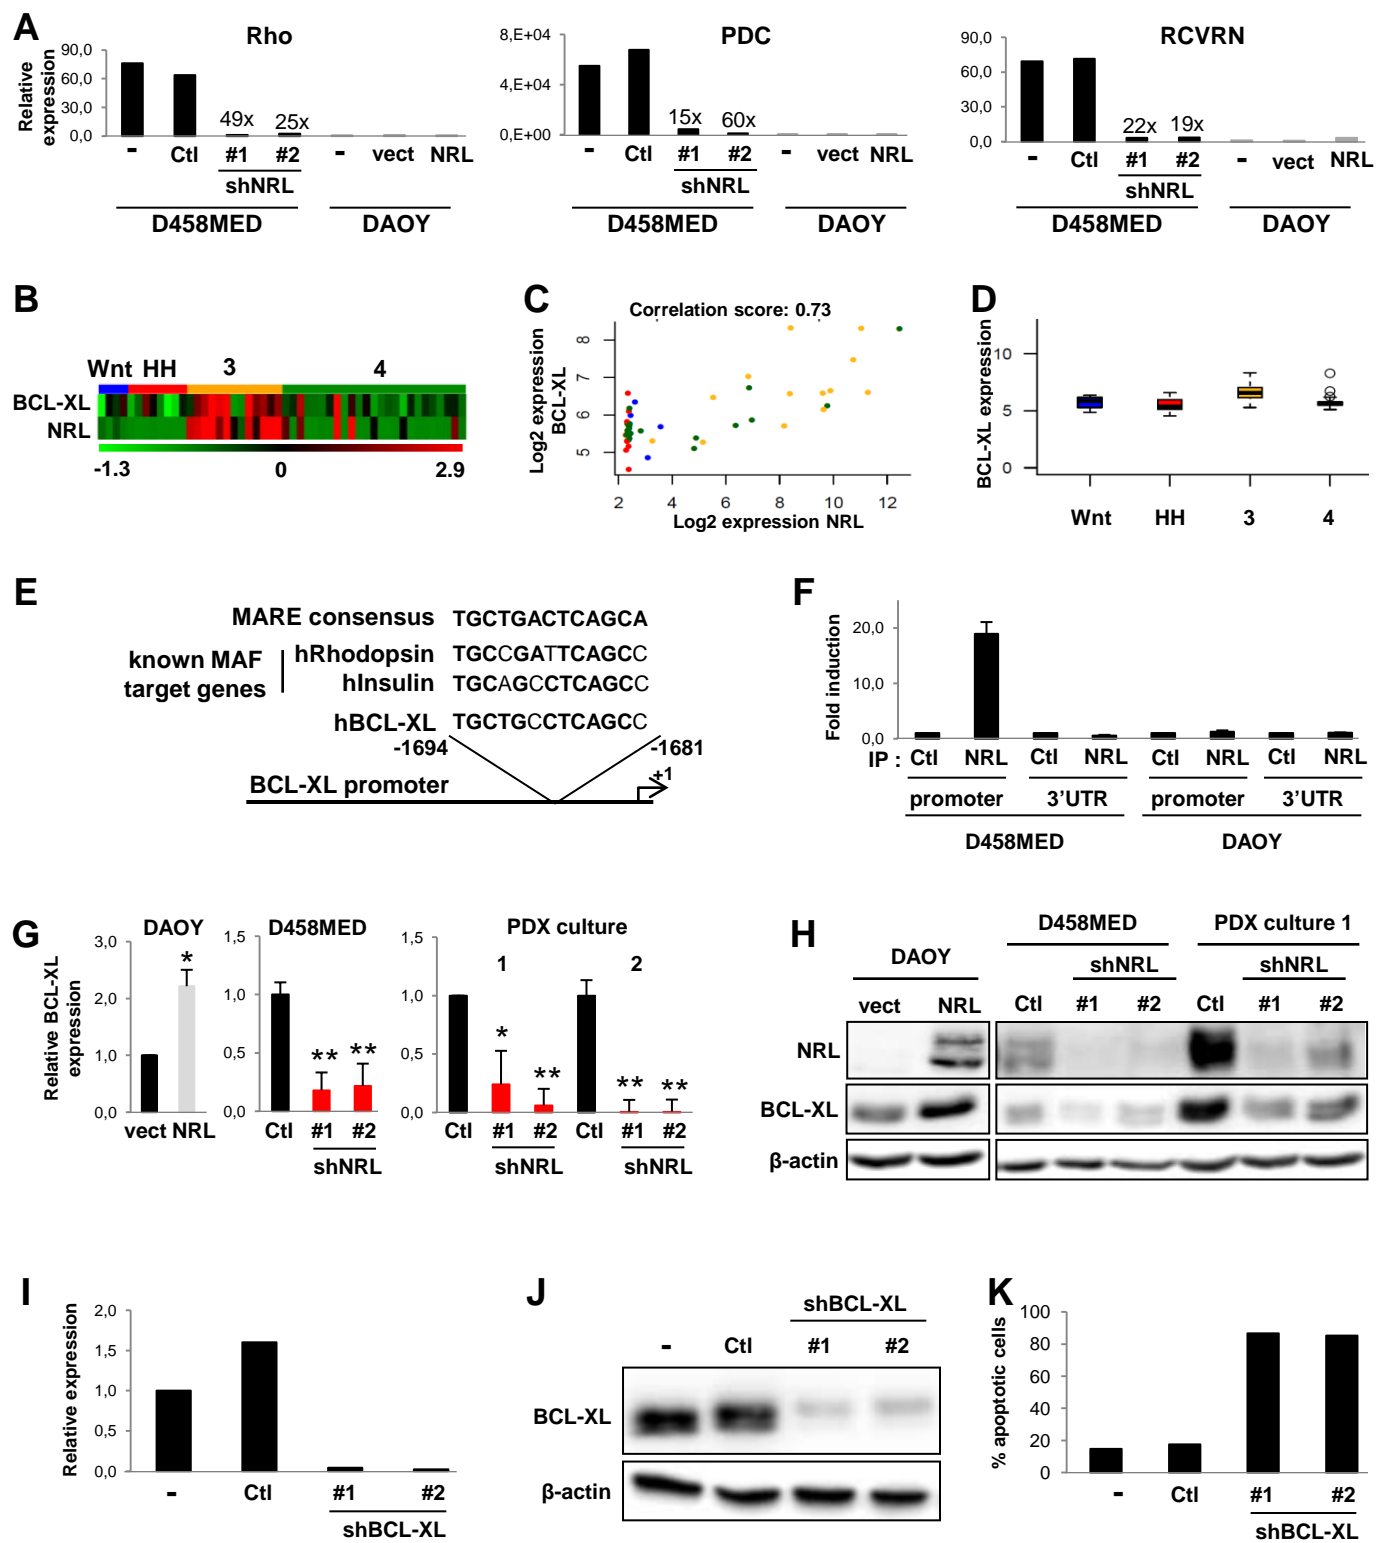 A
Rho
Relative
expression
90,0
60,0
30,0
0,0
49x
25x
-
Ctl
#1
#2
-
vect
NRL
shNRL
D458MED
DAOY
PDC
8,E+04
4,E+04
0,E+00
15x
60x
-
Ctl
#1
#2
-
vect
NRL
shNRL
D458MED
DAOY
RCVRN
90,0
60,0
30,0
0,0
22x
19x
-
Ctl
#1
#2
-
vect
NRL
shNRL
D458MED
DAOY
B
Wnt HH 3 4
BCL-XL
NRL
-1.3 0 2.9
C
Correlation score: 0.73
Log2 expression
BCL-XL
8
7
6
5
2 4 6 8 10 12
Log2 expression NRL
D
BCL-XL expression
10
5
0
Wnt HH 3 4
E
MARE consensus TGCTGACTCAGCA
known MAF
target genes
hRhodopsin TGCCGATTCAGCC
hInsulin TGCAGCCTCAGCC
hBCL-XL TGCTGCCTCAGCC
-1694 -1681
BCL-XL promoter +1
F
Fold induction
20,0
10,0
0,0
IP : Ctl NRL Ctl NRL Ctl NRL Ctl NRL
promoter 3'UTR promoter 3'UTR
D458MED DAOY
G
Relative BCL-XL
expression
DAOY
3,0
2,0
1,0
0,0
*
vect NRL
D458MED
1,5
1,0
0,5
0,0
** **
Ctl #1 #2
shNRL
PDX culture
1 2
1,5
1,0
0,5
0,0
* ** ** **
Ctl #1 #2 Ctl #1 #2
shNRL shNRL
H
D458MED PDX culture 1
DAOY shNRL shNRL
vect NRL Ctl #1 #2 Ctl #1 #2
NRL
BCL-XL
β-actin
I
Relative expression
2,0
1,5
1,0
0,5
0,0
- Ctl #1 #2
shBCL-XL
J
shBCL-XL
- Ctl #1 #2
BCL-XL
β-actin
K
% apoptotic cells
100
80
60
40
20
0
- Ctl #1 #2
shBCL-XL